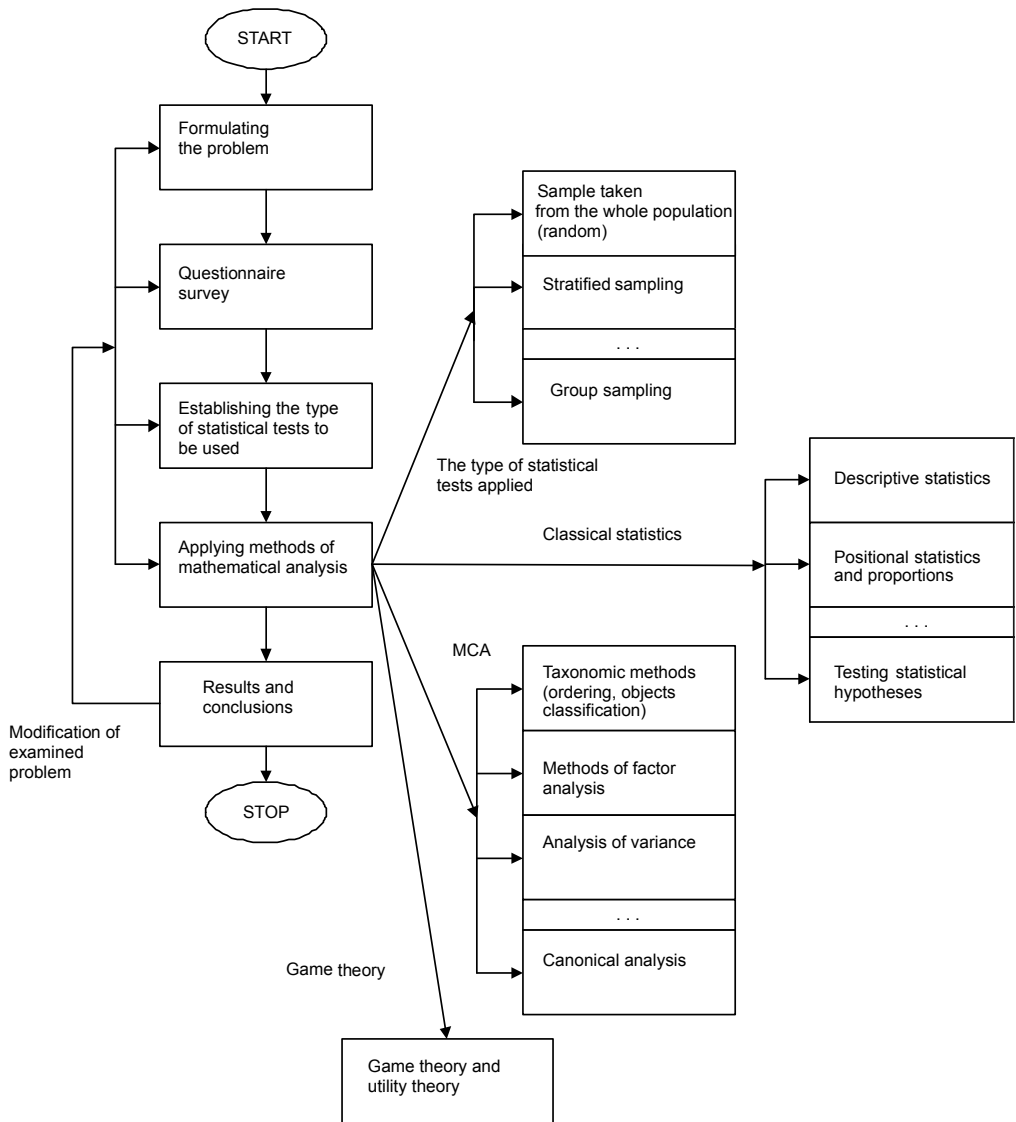 START
Formulating
the problem
Questionnaire
survey
Establishing the type
of statistical tests to
be used
Applying methods of
mathematical analysis
Results and
conclusions
Modification of
examined
problem
STOP
Sample taken
from the whole population
(random)
Stratified sampling
. . .
Group sampling
The type of statistical
tests applied
Classical statistics
Descriptive statistics
Positional statistics
and proportions
. . .
Testing statistical
hypotheses
MCA
Taxonomic methods
(ordering, objects
classification)
Methods of factor
analysis
Analysis of variance
. . .
Canonical analysis
Game theory
Game theory and
utility theory